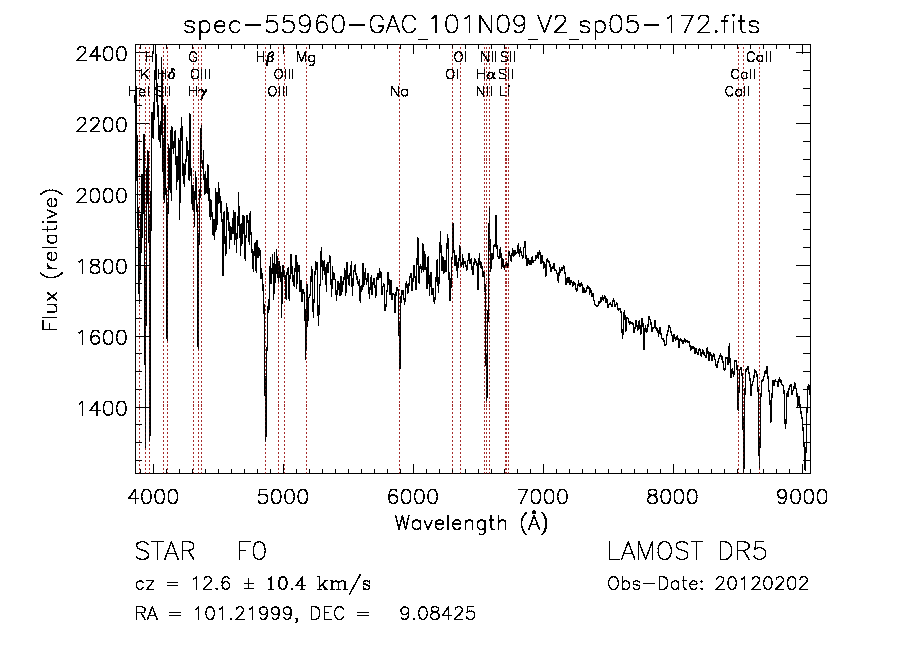 spec-55960-GAC_101N09_V2_sp05-172.fits
2400
2200
2000
1800
1600
1400
Flux (relative)
H G Hβ Mg OI NII SII CaII
K Hδ OIII OIII OI Hα SII CaII
HeI SII Hγ OIII Na NII Li CaII
4000 5000 6000 7000 8000 9000
Wavelength (Å)
STAR F0 LAMOST DR5
cz = 12.6 ± 10.4 km/s Obs-Date: 20120202
RA = 101.21999, DEC = 9.08425